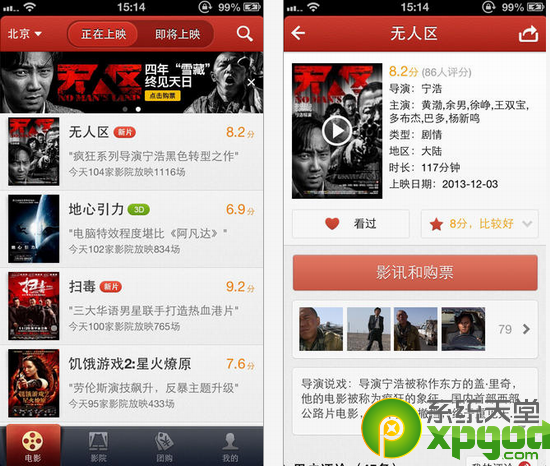 15:14
99%
北京
正在上映
即将上映
无人区
NO MAN'S LAND
四年“雪藏”
终见天日
点击购票
无人区 新片
8.2分
"疯狂系列导演宁浩黑色转型之作"
今天104家影院放映1116场
地心引力 3D
6.9分
"电脑特效程度堪比《阿凡达》"
今天102家影院放映834场
扫毒 新片
9.2分
"三大华语男星联手打造热血港片"
今天100家影院放映765场
饥饿游戏2:星火燎原
7.6分
"劳伦斯演技飙升，反暴主题升级"
今天95家影院放映433场
电影
影院
团购
我的
15:14
99%
无人区
8.2分 (86人评分)
导演：宁浩
主演：黄渤,余男,徐峥,王双宝,
多布杰,巴多,杨新鸣
类型：剧情
地区：大陆
时长：117分钟
上映日期：2013-12-03
看过
8分，比较好
影讯和购票
79
导演说戏：导演宁浩被称作东方的盖·里奇，
他的电影被称为疯狂的象征，国内首部西部
公路片电影，
系统天堂
xpgod